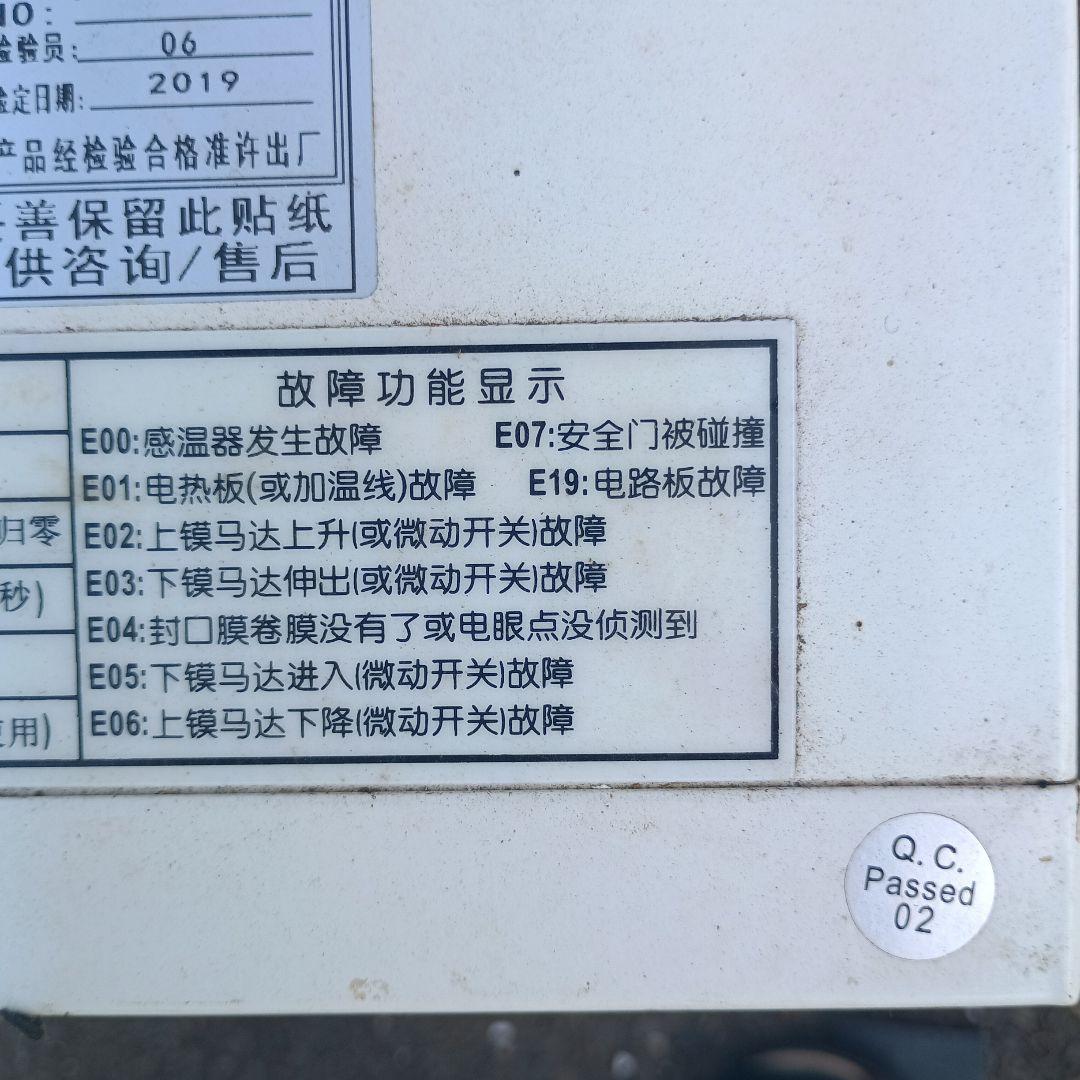 NO:
检验员: 06
检定日期: 2019
产品经检验合格准许出厂
善保留此贴纸
供咨询/售后
故障功能显示
E00:感温器发生故障 E07:安全门被碰撞
E01:电热板(或加温线)故障 E19:电路板故障
E02:上镆马达上升(或微动开关)故障
E03:下镆马达伸出(或微动开关)故障
E04:封口膜卷膜没有了或电眼点没侦测到
E05:下镆马达进入(微动开关)故障
E06:上镆马达下降(微动开关)故障
归零
秒)
用)
Q.C.
Passed
02